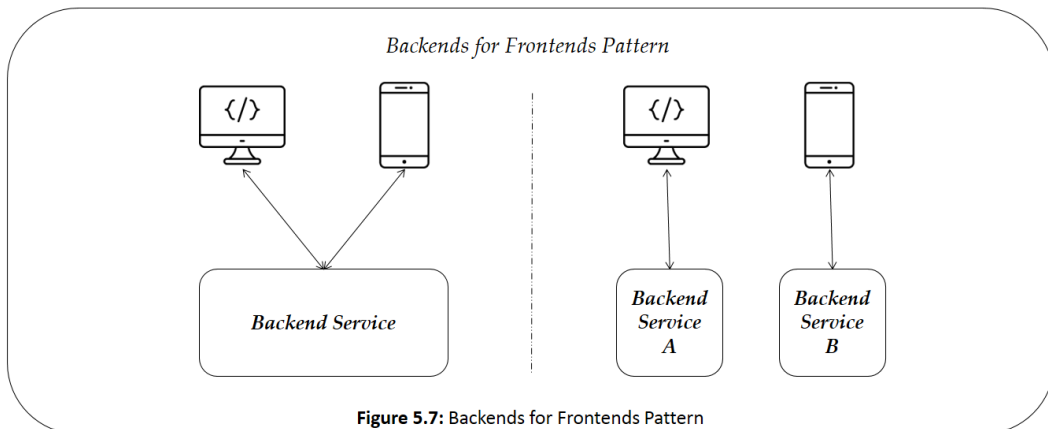 Backends for Frontends Pattern
{/}
{/}
Backend Service
Backend
Service
A
Backend
Service
B
Figure 5.7: Backends for Frontends Pattern